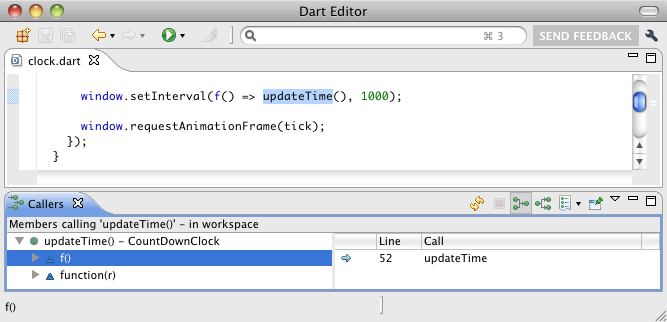 Dart Editor
⌘ 3
SEND FEEDBACK
clock.dart
window.setInterval(f() => updateTime(), 1000);
window.requestAnimationFrame(tick);
});
}
Callers
Members calling 'updateTime()' – in workspace
updateTime() – CountDownClock
Line Call
f()
52 updateTime
function(r)
f()